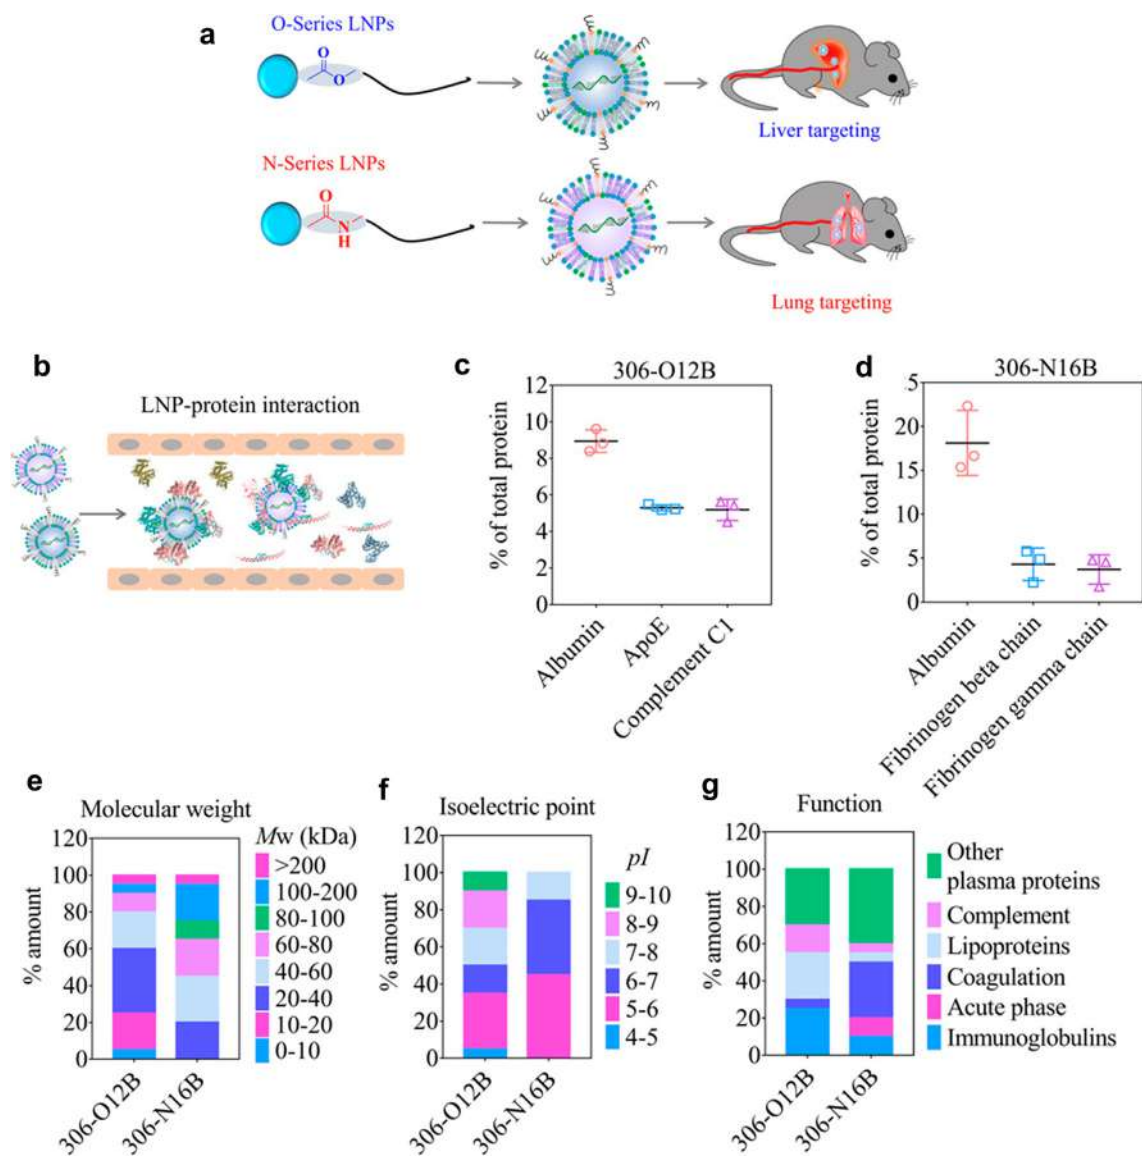 a
O-Series LNPs
O
O
Liver targeting
N-Series LNPs
O
N
H
Lung targeting
b
LNP-protein interaction
c
306-O12B
% of total protein
12
10
8
6
4
2
0
Albumin
ApoE
Complement C1
d
306-N16B
% of total protein
5
20
15
10
5
0
Albumin
Fibrinogen beta chain
Fibrinogen gamma chain
e
Molecular weight
% amount
120
100
80
60
40
20
0
306-O12B
306-N16B
Mw (kDa)
>200
100-200
80-100
60-80
40-60
20-40
10-20
0-10
f
Isoelectric point
% amount
120
100
80
60
40
20
0
306-O12B
306-N16B
pI
9-10
8-9
7-8
6-7
5-6
4-5
g
Function
% amount
120
100
80
60
40
20
0
306-O12B
306-N16B
Other
plasma proteins
Complement
Lipoproteins
Coagulation
Acute phase
Immunoglobulins